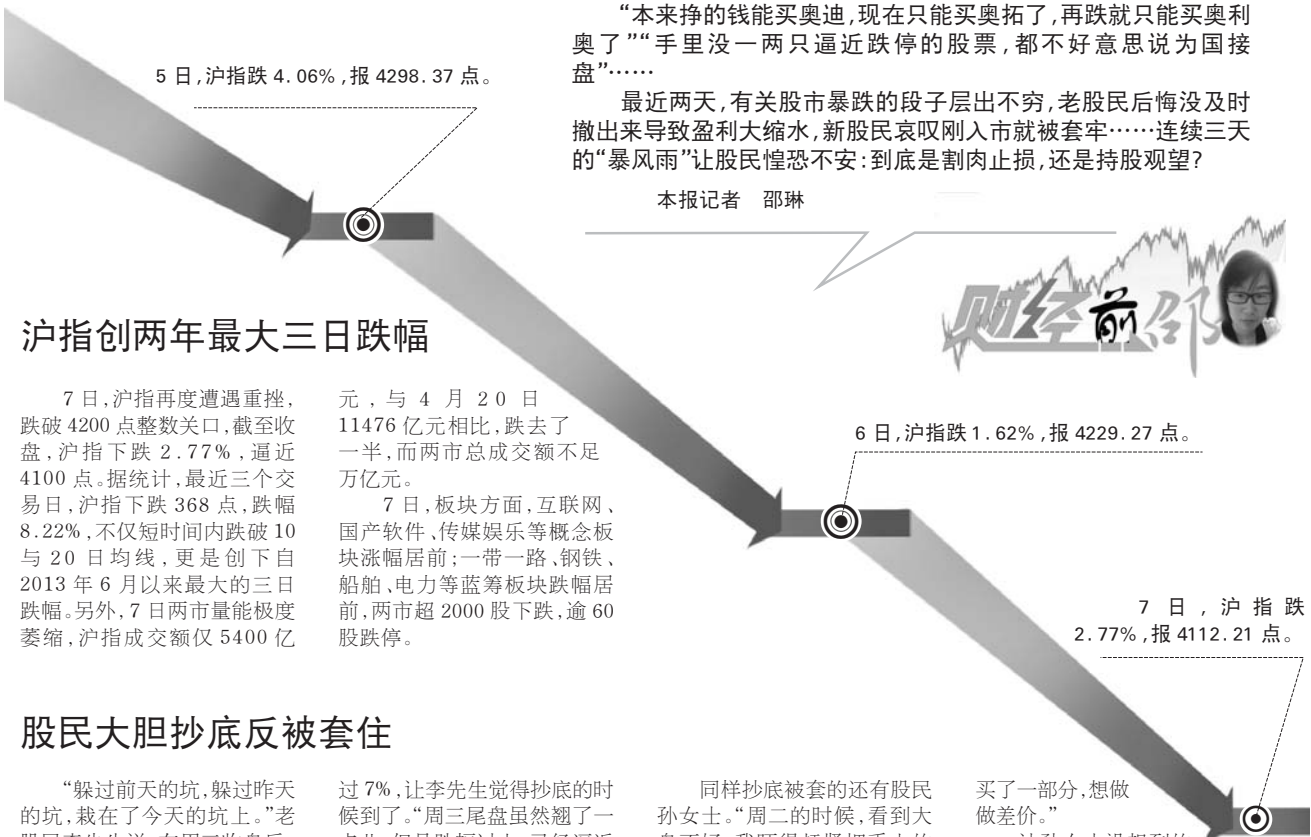 “本来挣的钱能买奥迪,现在只能买奥拓了,再跌就只能买奥利
奥了”“手里没一两只逼近跌停的股票,都不好意思说为国接
盘”……
最近两天,有关股市暴跌的段子层出不穷,老股民后悔没及时
撤出来导致盈利大缩水,新股民哀叹刚入市就被套牢……连续三天
的“暴风雨”让股民惶恐不安:到底是割肉止损,还是持股观望?
本报记者 邵琳
财经前邵
5 日,沪指跌 4.06%,报 4298.37 点。
6 日,沪指跌 1.62%,报 4229.27 点。
7 日,沪指跌
2.77%,报 4112.21 点。
沪指创两年最大三日跌幅
7 日,沪指再度遭遇重挫,
跌破 4200 点整数关口,截至收
盘,沪指下跌 2.77%,逼近
4100 点。据统计,最近三个交
易日,沪指下跌 368 点,跌幅
8.22%,不仅短时间内跌破 10
与 20 日均线,更是创下自
2013 年 6 月以来最大的三日
跌幅。另外,7 日两市量能极度
萎缩,沪指成交额仅 5400 亿
元,与 4 月 20 日
11476 亿元相比,跌去了
一半,而两市总成交额不足
万亿元。
7 日,板块方面,互联网、
国产软件、传媒娱乐等概念板
块涨幅居前;一带一路、钢铁、
船舶、电力等蓝筹板块跌幅居
前,两市超 2000 股下跌,逾 60
股跌停。
股民大胆抄底反被套住
“躲过前天的坑,躲过昨天
的坑,栽在了今天的坑上。”老
过 7%,让李先生觉得抄底的时
候到了。“周三尾盘虽然翘了一
同样抄底被套的还有股民
孙女士。“周二的时候,看到大
买了一部分,想做
做差价。”